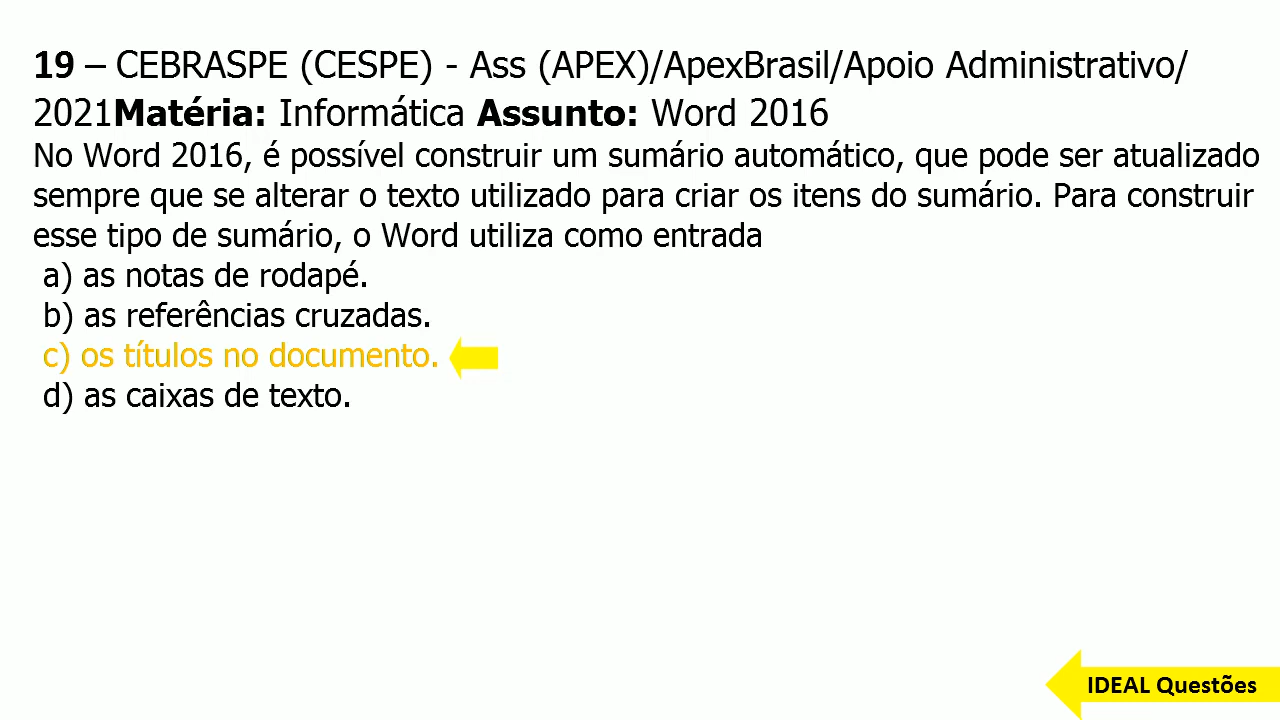 19 – CEBRASPE (CESPE) - Ass (APEX)/ApexBrasil/Apoio Administrativo/
2021Matéria: Informática Assunto: Word 2016
No Word 2016, é possível construir um sumário automático, que pode ser atualizado
sempre que se alterar o texto utilizado para criar os itens do sumário. Para construir
esse tipo de sumário, o Word utiliza como entrada
a) as notas de rodapé.
b) as referências cruzadas.
c) os títulos no documento.
d) as caixas de texto.
IDEAL Questões